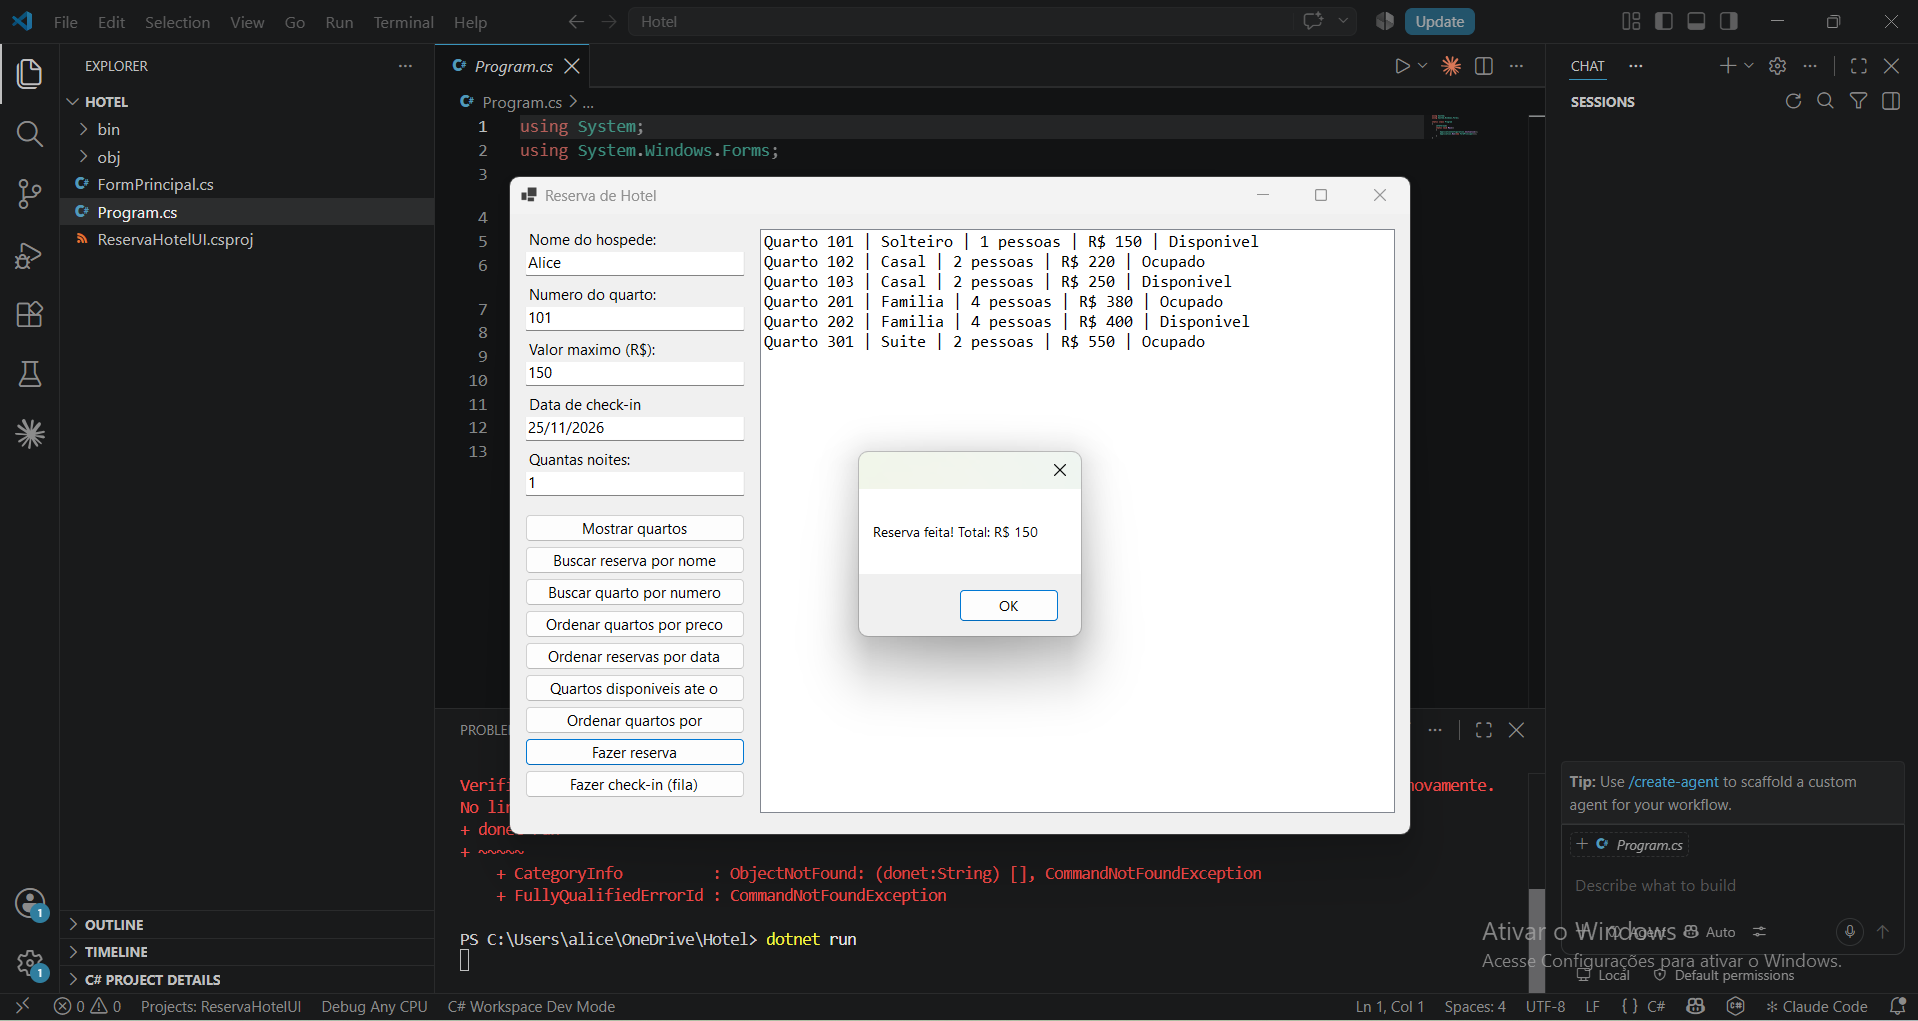 File Edit Selection View Go Run Terminal Help
Hotel
Update
EXPLORER
HOTEL
bin
obj
FormPrincipal.cs
Program.cs
ReservaHotelUI.csproj
OUTLINE
TIMELINE
C# PROJECT DETAILS
Program.cs
Program.cs > ...
1 using System;
2 using System.Windows.Forms;
3
4
5
6
7
8
9
10
11
12
13
Reserva de Hotel
Nome do hospede:
Alice
Numero do quarto:
101
Valor maximo (R$):
150
Data de check-in
25/11/2026
Quantas noites:
1
Mostrar quartos
Buscar reserva por nome
Buscar quarto por numero
Ordenar quartos por preco
Ordenar reservas por data
Quartos disponiveis ate o
Ordenar quartos por
Fazer reserva
Fazer check-in (fila)
Quarto 101 | Solteiro | 1 pessoas | R$ 150 | Disponivel
Quarto 102 | Casal | 2 pessoas | R$ 220 | Ocupado
Quarto 103 | Casal | 2 pessoas | R$ 250 | Disponivel
Quarto 201 | Familia | 4 pessoas | R$ 380 | Ocupado
Quarto 202 | Familia | 4 pessoas | R$ 400 | Disponivel
Quarto 301 | Suite | 2 pessoas | R$ 550 | Ocupado
Reserva feita! Total: R$ 150
OK
PROBLE
Verifi
ovamente.
No lin
+ done
+ ~~~~~
+ CategoryInfo : ObjectNotFound: (donet:String) [], CommandNotFoundException
+ FullyQualifiedErrorId : CommandNotFoundException
PS C:\Users\alice\OneDrive\Hotel> dotnet run
CHAT
SESSIONS
Tip: Use /create-agent to scaffold a custom
agent for your workflow.
Program.cs
Describe what to build
Agent Auto
Local Default permissions
Ativar o Windows
Acesse Configurações para ativar o Windows.
1
1
0 0 Projects: ReservaHotelUI Debug Any CPU C# Workspace Dev Mode
Ln 1, Col 1 Spaces: 4 UTF-8 LF { } C# Claude Code